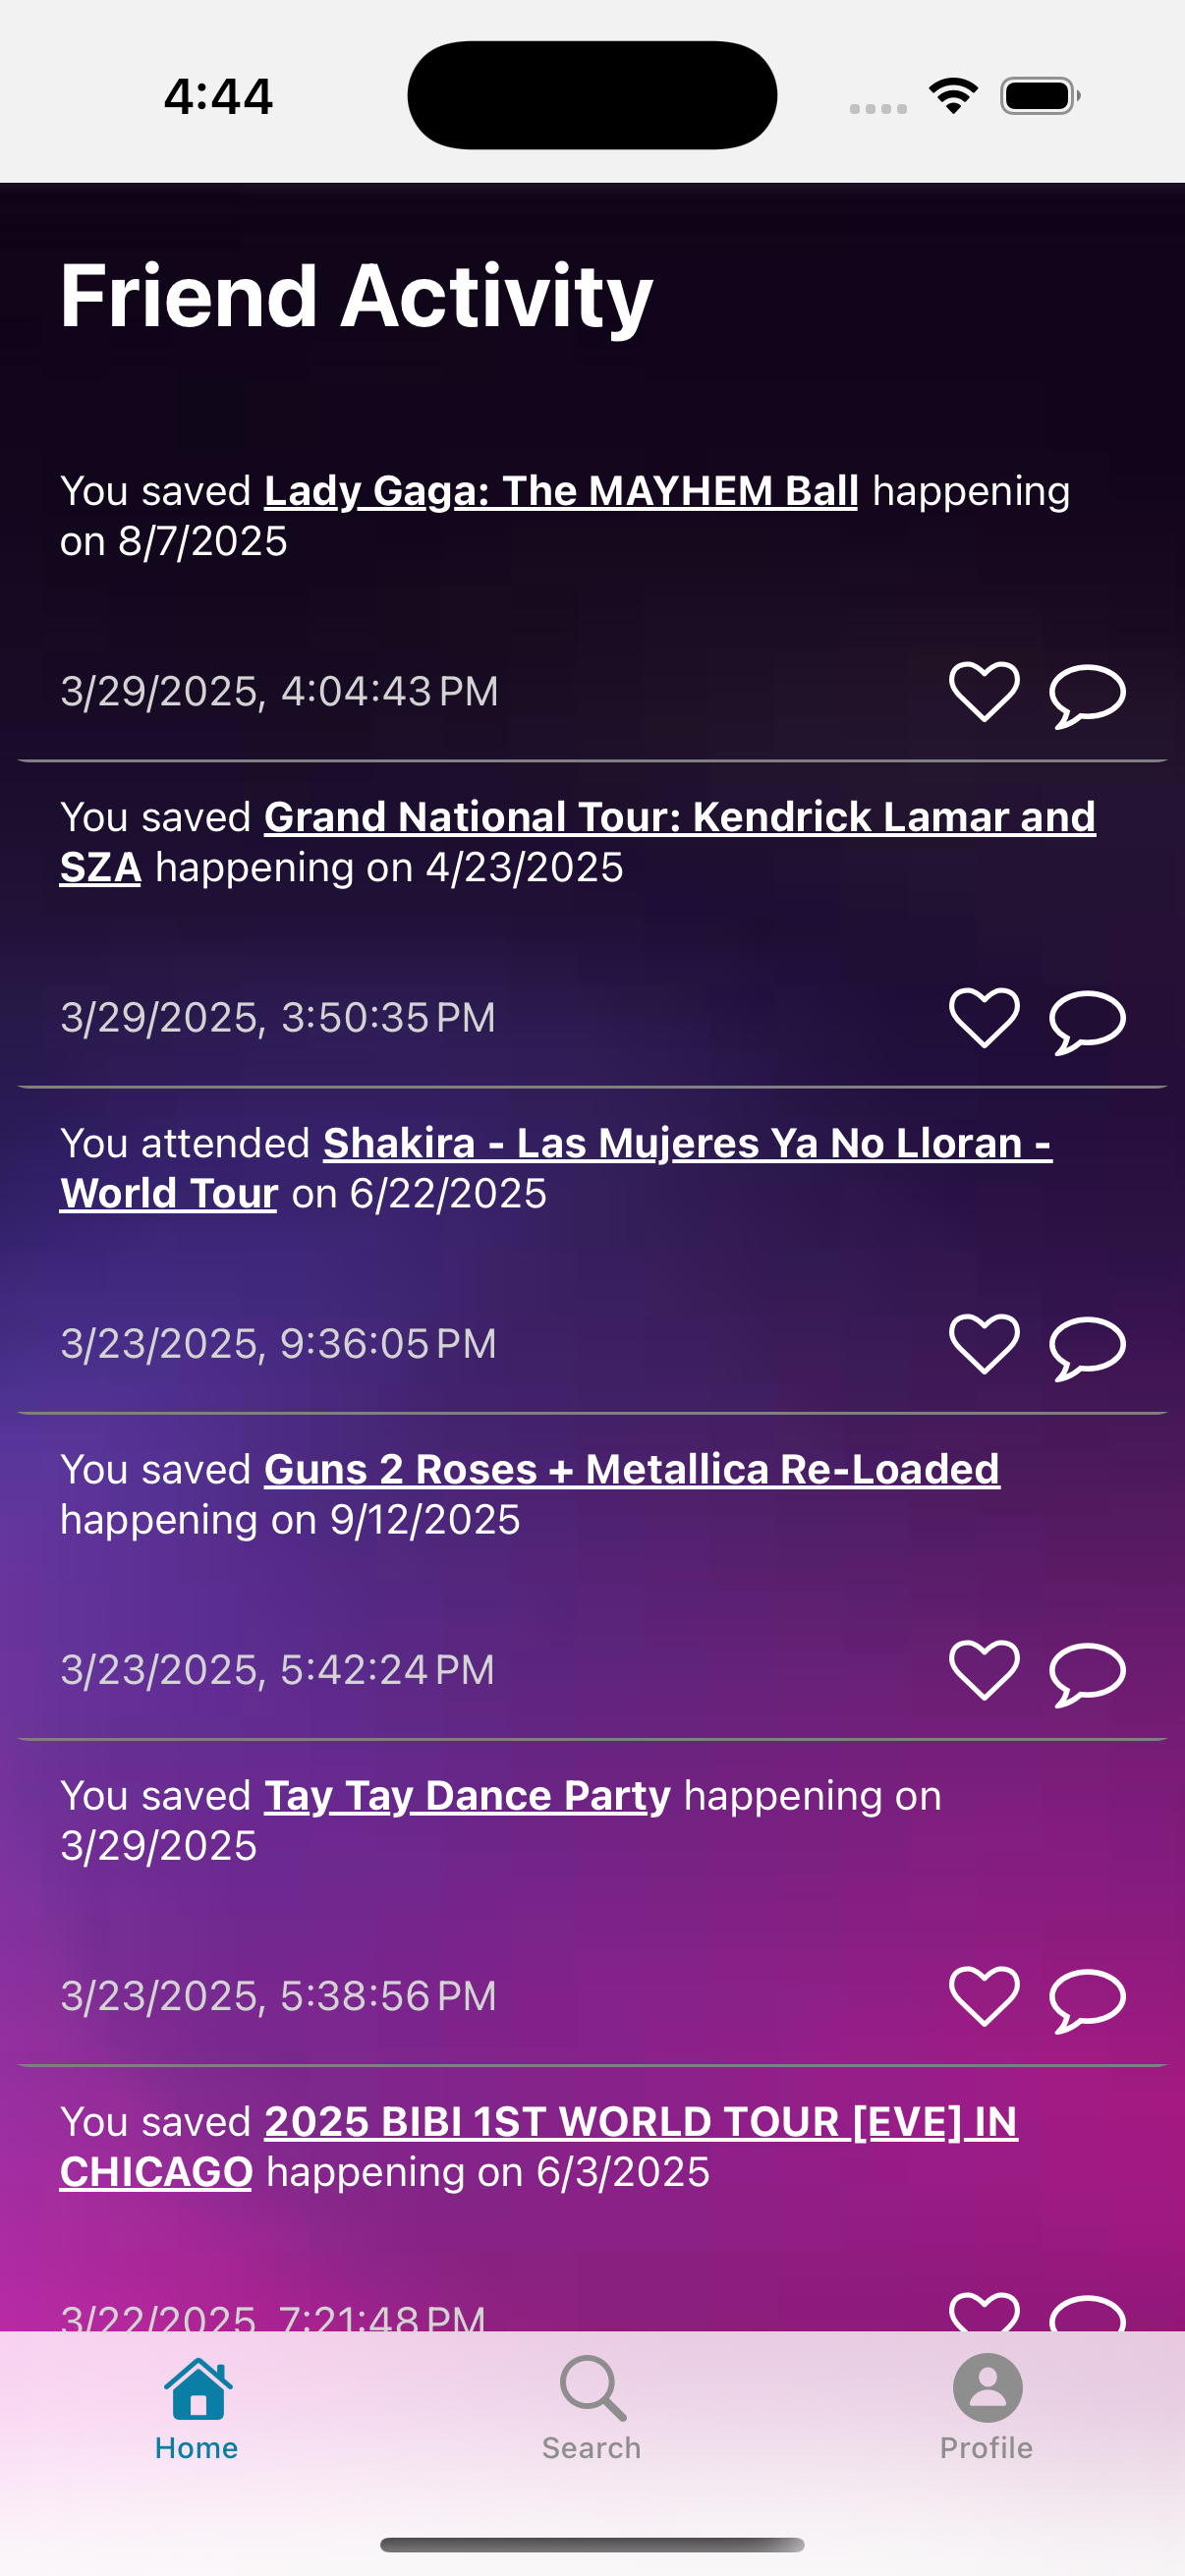 4:44
Friend Activity
You saved Lady Gaga: The MAYHEM Ball happening
on 8/7/2025
3/29/2025, 4:04:43 PM
You saved Grand National Tour: Kendrick Lamar and
SZA happening on 4/23/2025
3/29/2025, 3:50:35 PM
You attended Shakira - Las Mujeres Ya No Lloran -
World Tour on 6/22/2025
3/23/2025, 9:36:05 PM
You saved Guns 2 Roses + Metallica Re-Loaded
happening on 9/12/2025
3/23/2025, 5:42:24 PM
You saved Tay Tay Dance Party happening on
3/29/2025
3/23/2025, 5:38:56 PM
You saved 2025 BIBI 1ST WORLD TOUR [EVE] IN
CHICAGO happening on 6/3/2025
3/22/2025, 7:21:48 PM
Home
Search
Profile